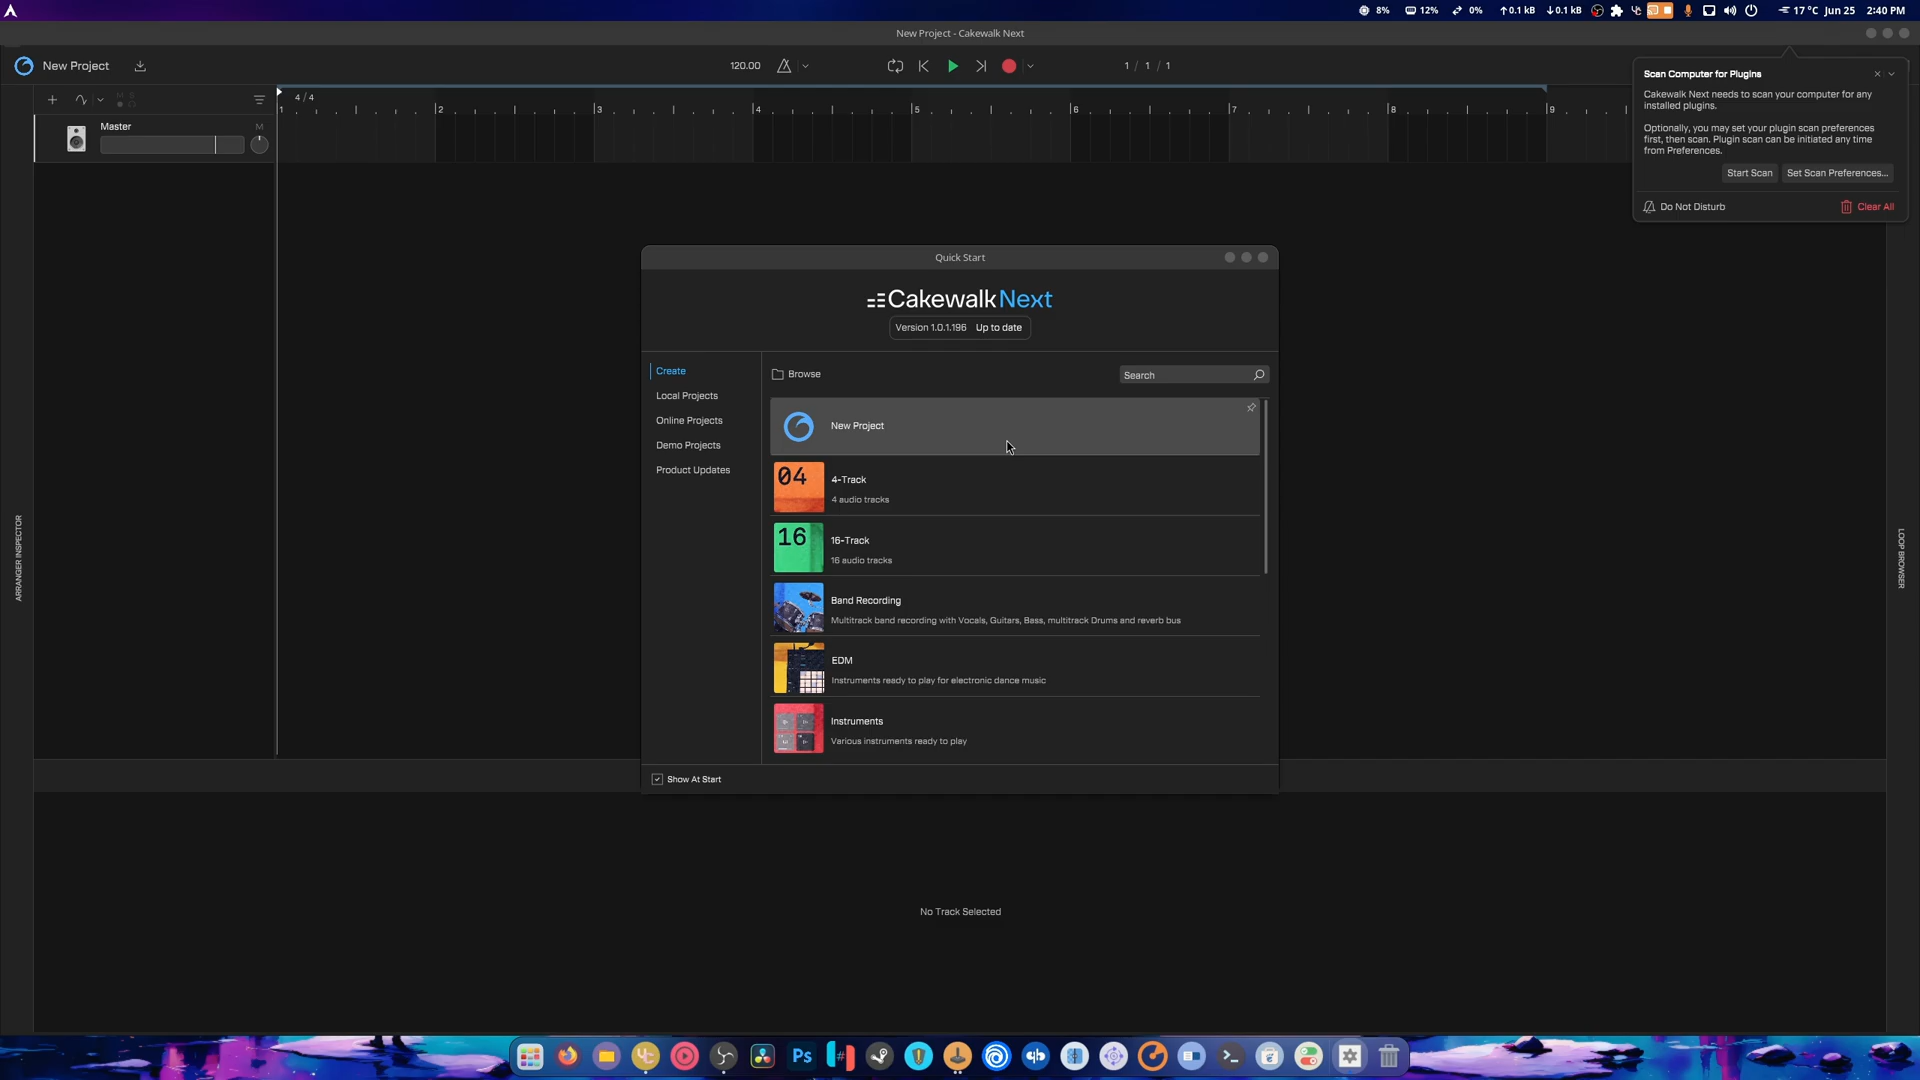 8% 12% 0% ↑0.1 kB ↓0.1 kB 17 °C Jun 25 2:40 PM
New Project - Cakewalk Next
New Project
120.00
1 / 1 / 1
4 / 4
1 2 3 4 5 6 7 8 9
Master
M
M S
Scan Computer for Plugins
Cakewalk Next needs to scan your computer for any
installed plugins.
Optionally, you may set your plugin scan preferences
first, then scan. Plugin scan can be initiated any time
from Preferences.
Start Scan Set Scan Preferences...
Do Not Disturb
Clear All
Quick Start
Cakewalk Next
Version 1.0.1.196 Up to date
Create
Local Projects
Online Projects
Demo Projects
Product Updates
Browse
Search
New Project
04
4-Track
4 audio tracks
16
16-Track
16 audio tracks
Band Recording
Multitrack band recording with Vocals, Guitars, Bass, multitrack Drums and reverb bus
EDM
Instruments ready to play for electronic dance music
Instruments
Various instruments ready to play
Show At Start
ARRANGER INSPECTOR
LOOP BROWSER
No Track Selected
Ps